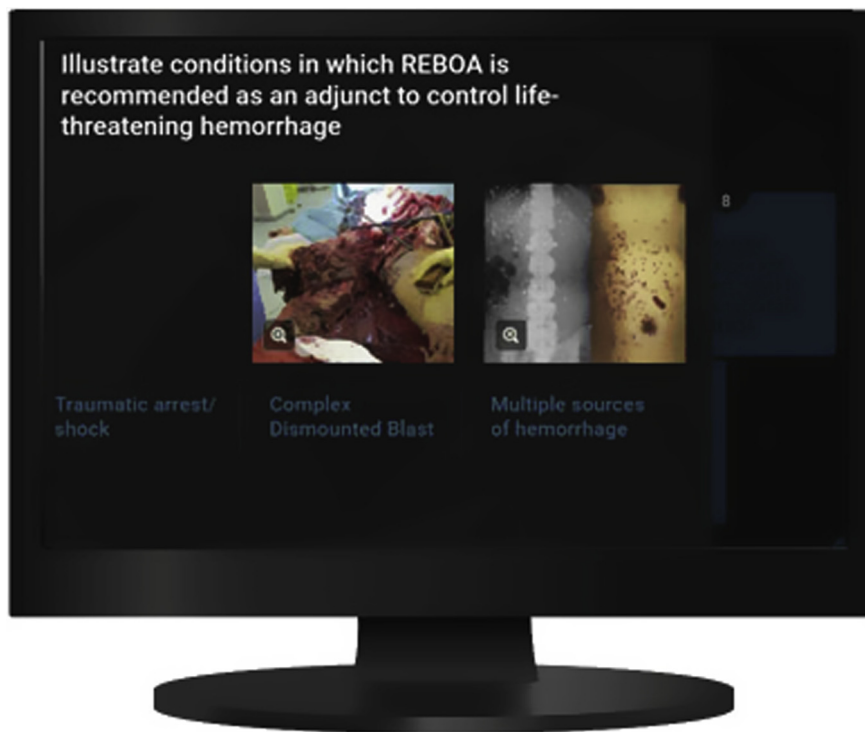 Illustrate conditions in which REBOA is
recommended as an adjunct to control life-
threatening hemorrhage
8
Traumatic arrest/
shock
Complex
Dismounted Blast
Multiple sources
of hemorrhage